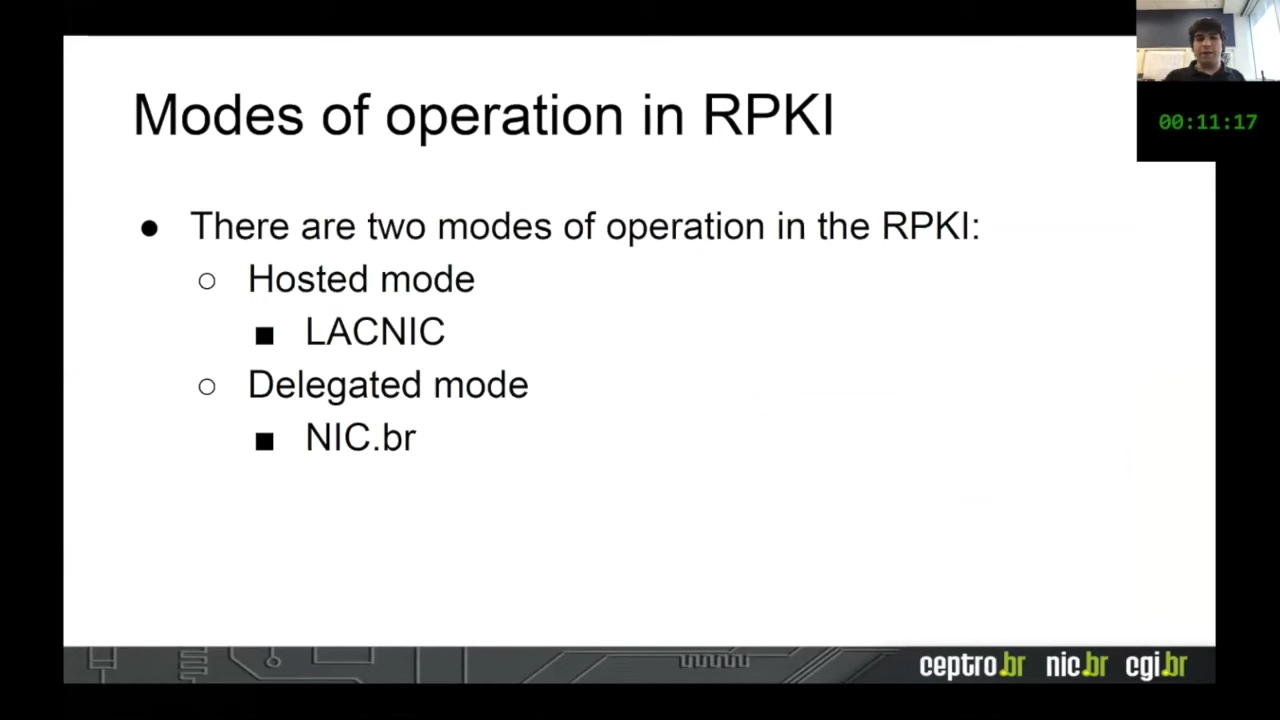 Modes of operation in RPKI
00:11:17
● There are two modes of operation in the RPKI:
○ Hosted mode
■ LACNIC
○ Delegated mode
■ NIC.br
ceptro.br nic.br cgi.br